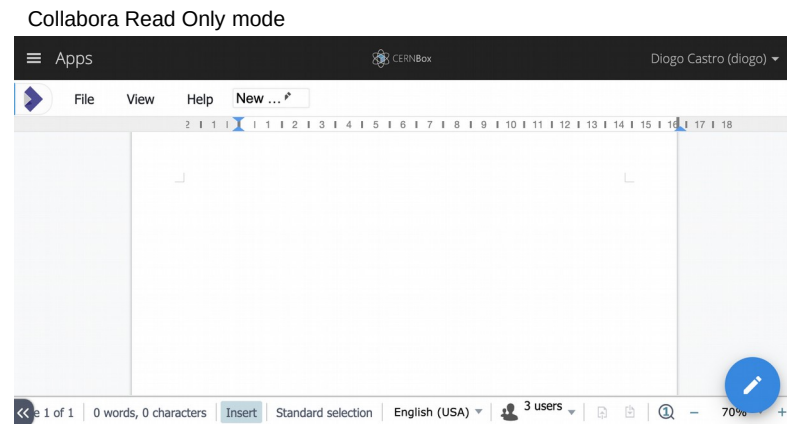 Collabora Read Only mode
Apps CERNBox Diogo Castro (diogo)
File View Help New ...
2 1 1 2 3 4 5 6 7 8 9 10 11 12 13 14 15 16 17 18
e 1 of 1 0 words, 0 characters Insert Standard selection English (USA) 3 users 1 70%